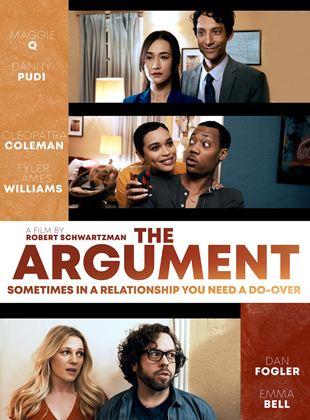 MAGGIE
Q
DANNY
PUDI
CLEOPATRA
COLEMAN
TYLER
JAMES
WILLIAMS
A FILM BY
ROBERT SCHWARTZMAN
THE
ARGUMENT
SOMETIMES IN A RELATIONSHIP YOU NEED A DO-OVER
DAN
FOGLER
EMMA
BELL